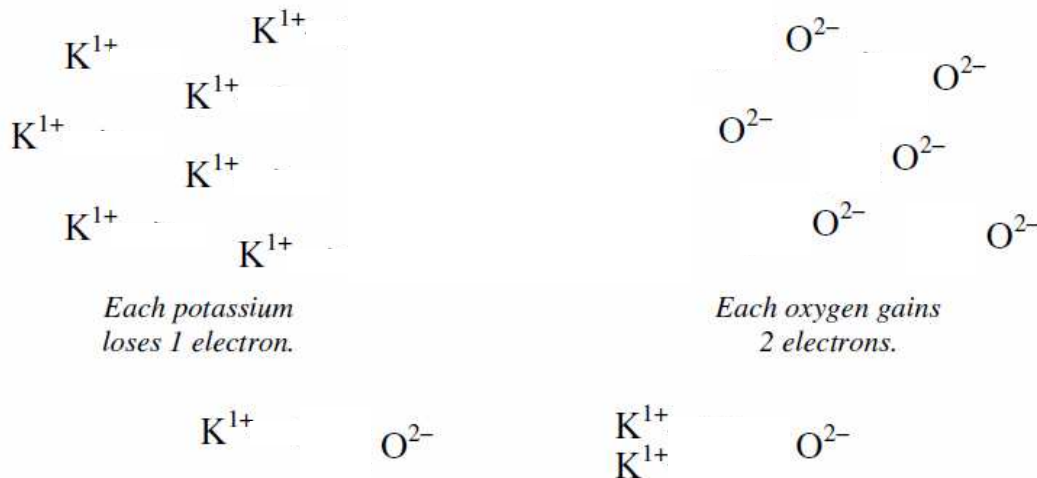 K¹⁺
K¹⁺
K¹⁺
K¹⁺
K¹⁺
K¹⁺
K¹⁺
Each potassium
loses 1 electron.
O²⁻
O²⁻
O²⁻
O²⁻
O²⁻
O²⁻
Each oxygen gains
2 electrons.
K¹⁺ O²⁻
K¹⁺
K¹⁺ O²⁻